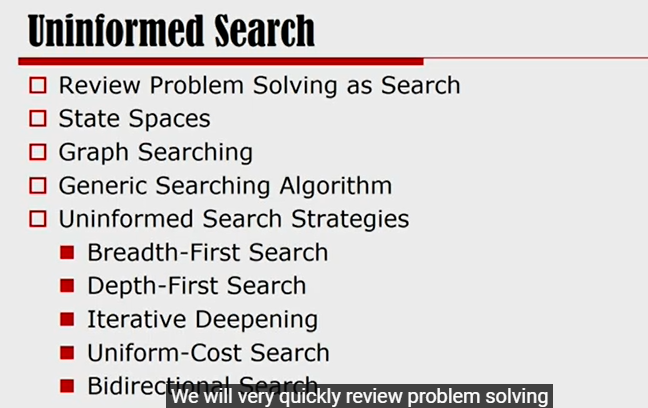 Uninformed Search
Review Problem Solving as Search
State Spaces
Graph Searching
Generic Searching Algorithm
Uninformed Search Strategies
Breadth-First Search
Depth-First Search
Iterative Deepening
Uniform-Cost Search
Bidirectional Search
We will very quickly review problem solving